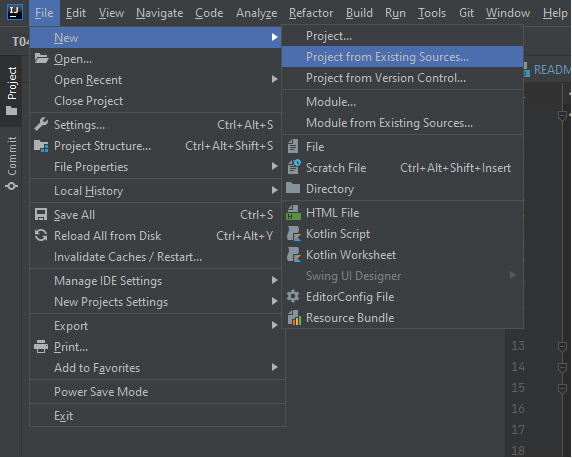 IJ File Edit View Navigate Code Analyze Refactor Build Run Tools Git Window Help
T04
New
Open...
Open Recent
Close Project
Settings... Ctrl+Alt+S
Project Structure... Ctrl+Alt+Shift+S
File Properties
Local History
Save All Ctrl+S
Reload All from Disk Ctrl+Alt+Y
Invalidate Caches / Restart...
Manage IDE Settings
New Projects Settings
Export
Print...
Add to Favorites
Power Save Mode
Exit
Project...
Project from Existing Sources...
Project from Version Control...
Module...
Module from Existing Sources...
File
Scratch File Ctrl+Alt+Shift+Insert
Directory
HTML File
Kotlin Script
Kotlin Worksheet
Swing UI Designer
EditorConfig File
Resource Bundle
Project
Commit
README
13
14
15
16
17
18